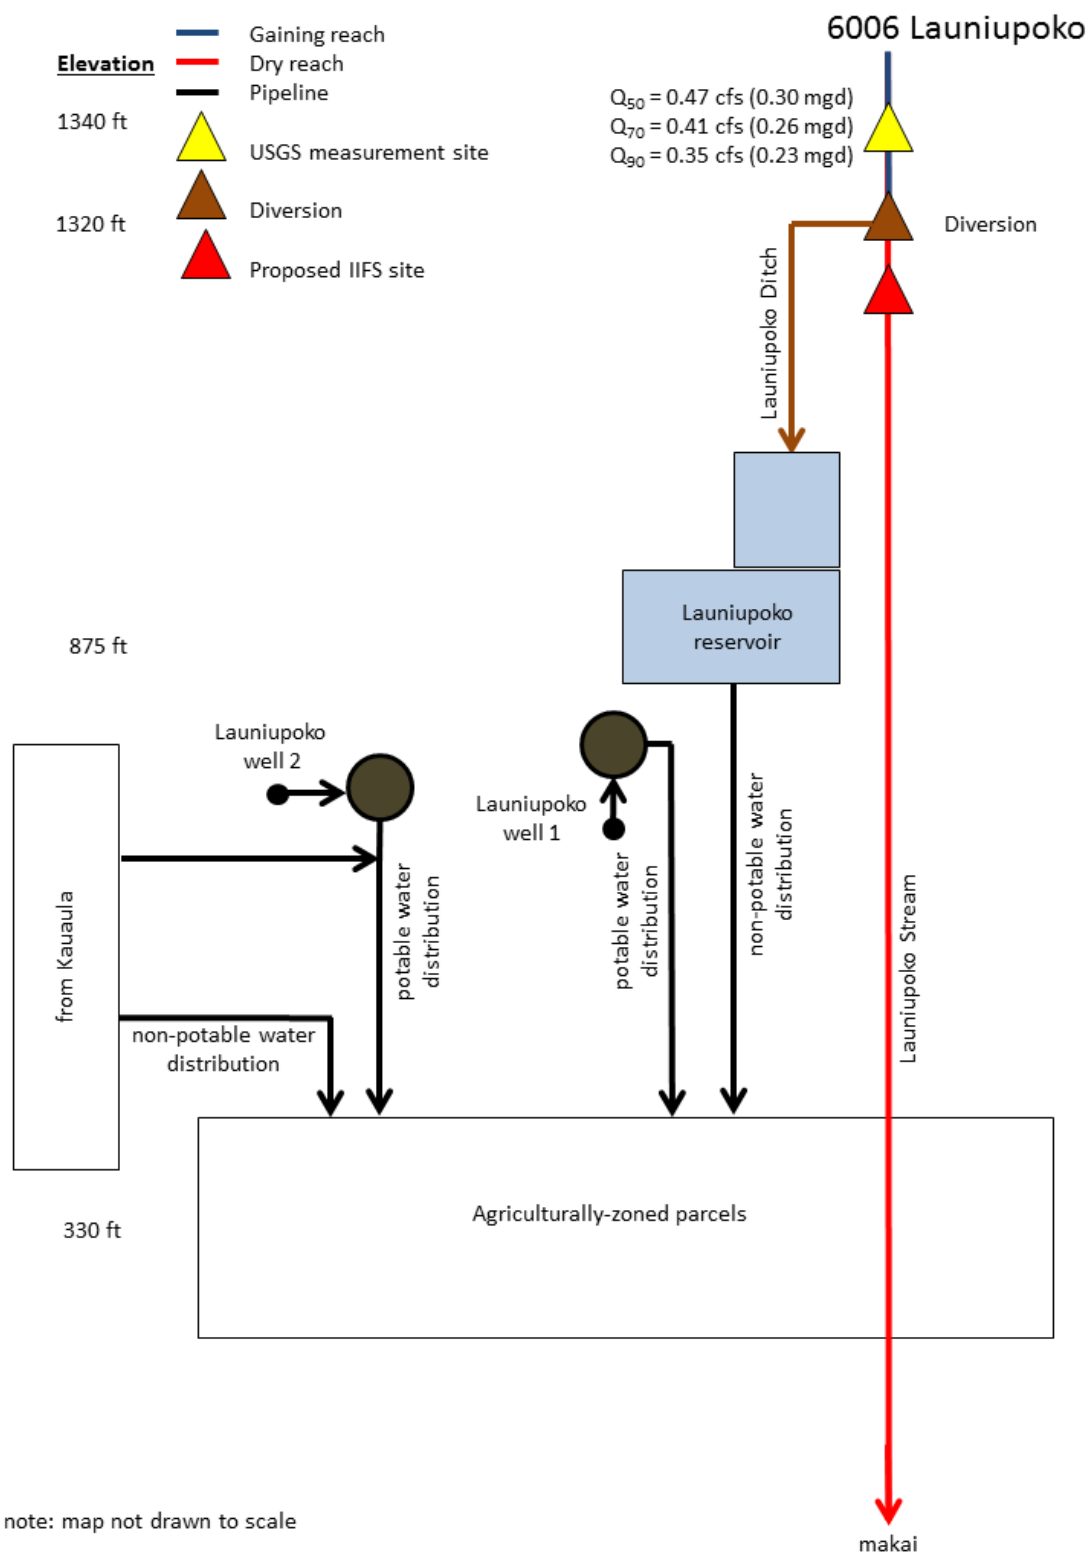 6006 Launiupoko
Gaining reach
Elevation
Dry reach
Pipeline
1340 ft
USGS measurement site
Q50 = 0.47 cfs (0.30 mgd)
Q70 = 0.41 cfs (0.26 mgd)
Q90 = 0.35 cfs (0.23 mgd)
Diversion
1320 ft
Proposed IIFS site
Diversion
Launiupoko Ditch
Launiupoko
reservoir
875 ft
Launiupoko
well 2
Launiupoko
well 1
potable water
distribution
potable water
distribution
non-potable water
distribution
Launiupoko Stream
from Kauaula
non-potable water
distribution
Agriculturally-zoned parcels
330 ft
note: map not drawn to scale
makai